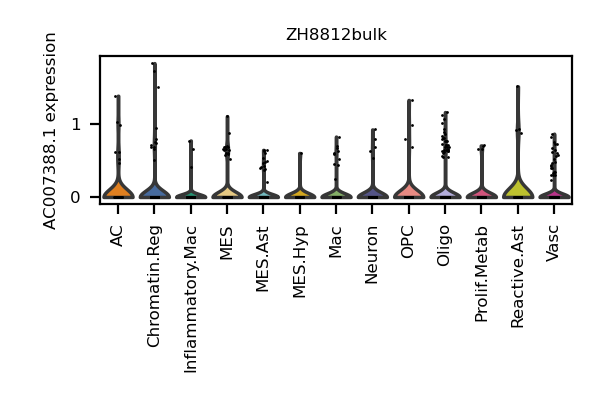 ZH8812bulk
AC007388.1 expression
1
0
AC
Chromatin.Reg
Inflammatory.Mac
MES
MES.Ast
MES.Hyp
Mac
Neuron
OPC
Oligo
Prolif.Metab
Reactive.Ast
Vasc